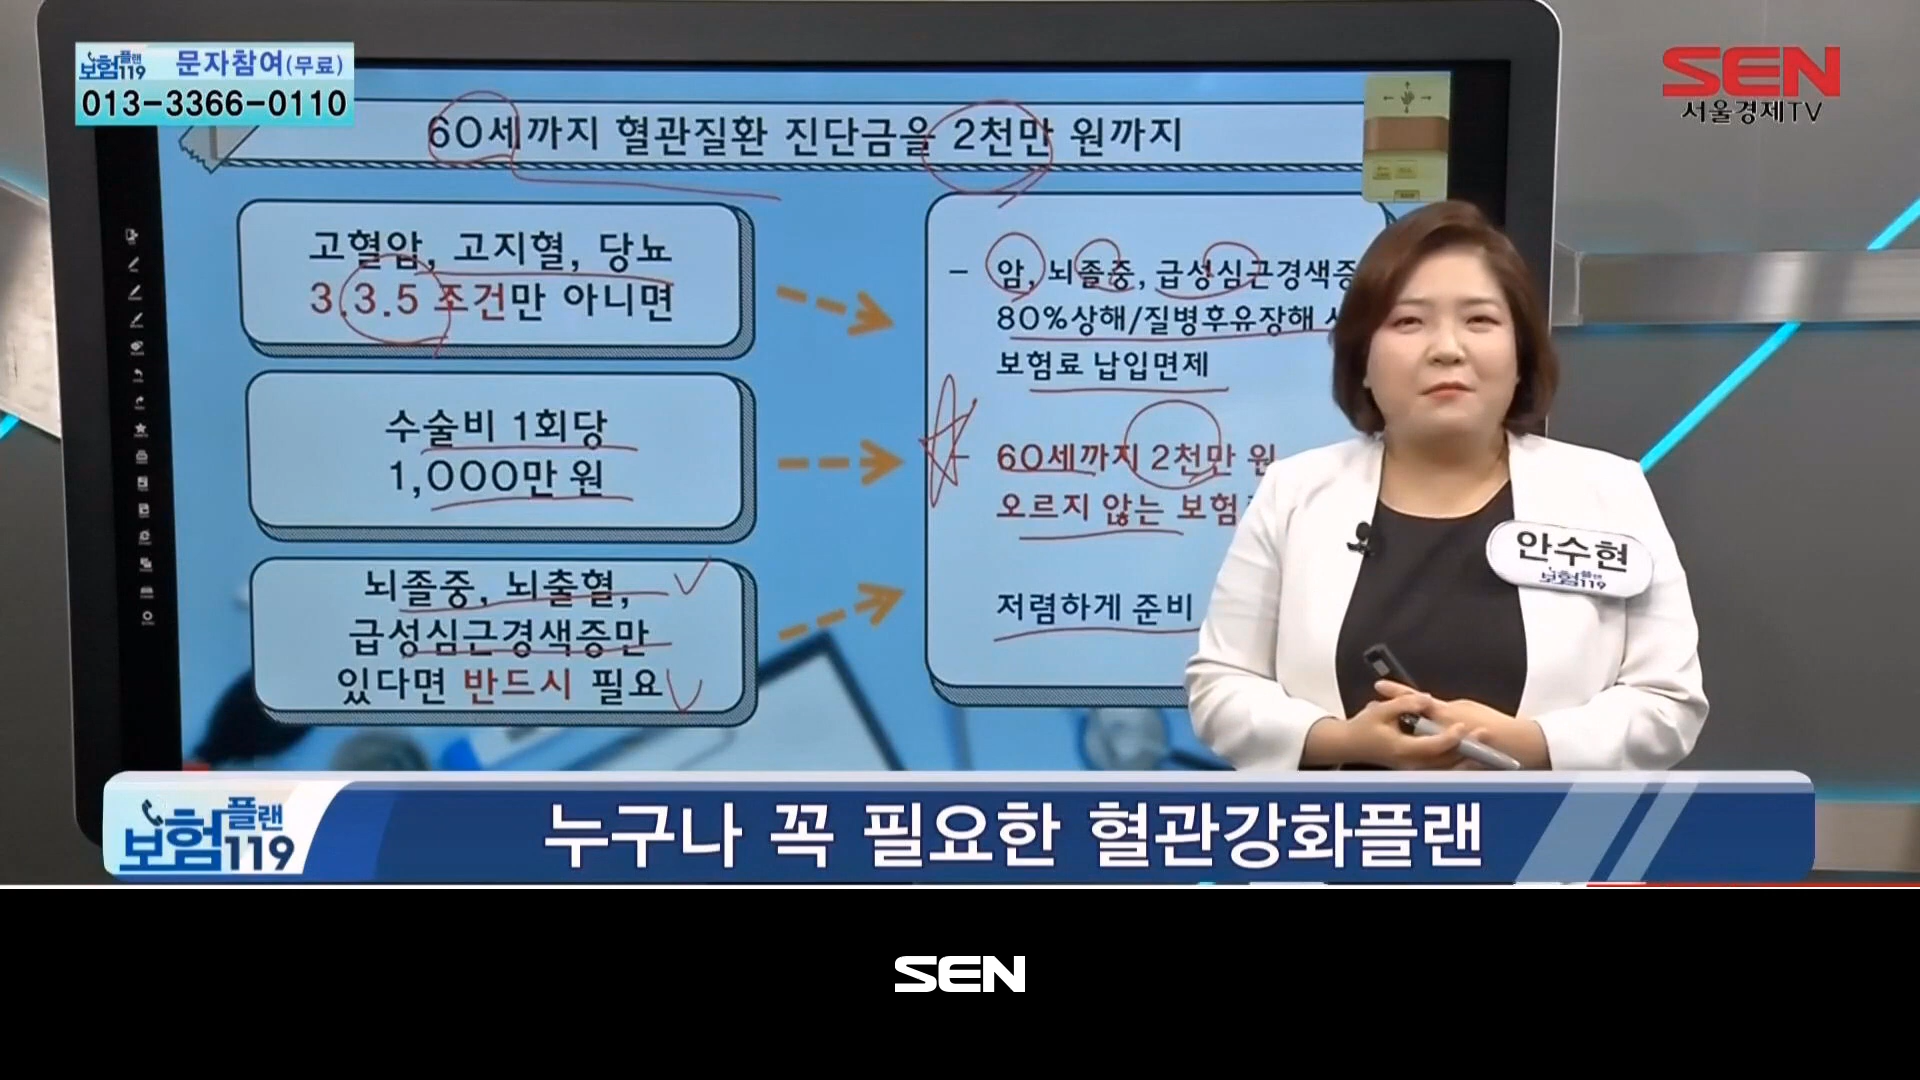 보험플랜119 문자참여(무료)
013-3366-0110
SEN
서울경제TV
60세까지 혈관질환 진단금을 2천만 원까지
고혈압, 고지혈, 당뇨
3.3.5 조건만 아니면
수술비 1회당
1,000만 원
뇌졸중, 뇌출혈,
급성심근경색증만
있다면 반드시 필요
- 암, 뇌졸중, 급성심근경색증
80%상해/질병후유장해
보험료 납입면제
- 60세까지 2천만 원
오르지 않는 보험
저렴하게 준비
안수현
보험플랜119
보험플랜119
누구나 꼭 필요한 혈관강화플랜
SEN